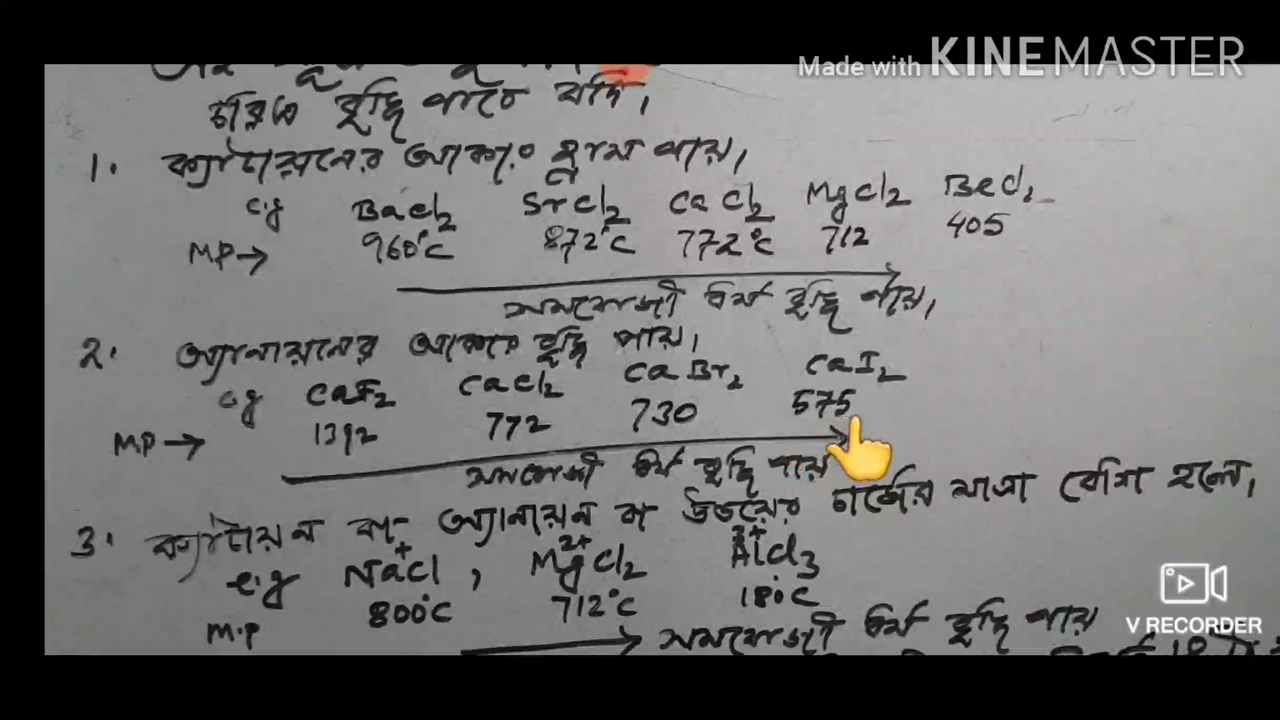 Made with KINEMASTER
চরিত্র বৃদ্ধি পাবে যদি,
1. ক্যাটায়নের আকার হ্রাস পায়,
e.g BaCl2 SrCl2 CaCl2 MgCl2 BeCl2
MP→ 960°C 872°C 772°C 712 405
সমযোজী ধর্ম বৃদ্ধি পায়,
2. অ্যানায়নের আকার বৃদ্ধি পায়,
eg CaF2 CaCl2 CaBr2 CaI2
MP→ 1392 772 730 575
সমযোজী ধর্ম বৃদ্ধি পায়
3. ক্যাটায়ন বা অ্যানায়ন বা উভয়ের চার্জের মাত্রা বেশি হলে,
e.g Na+Cl, Mg2+Cl2 Al3+Cl3
M.P 800°C 712°C 180°C
→ সমযোজী ধর্ম বৃদ্ধি পায়
V RECORDER